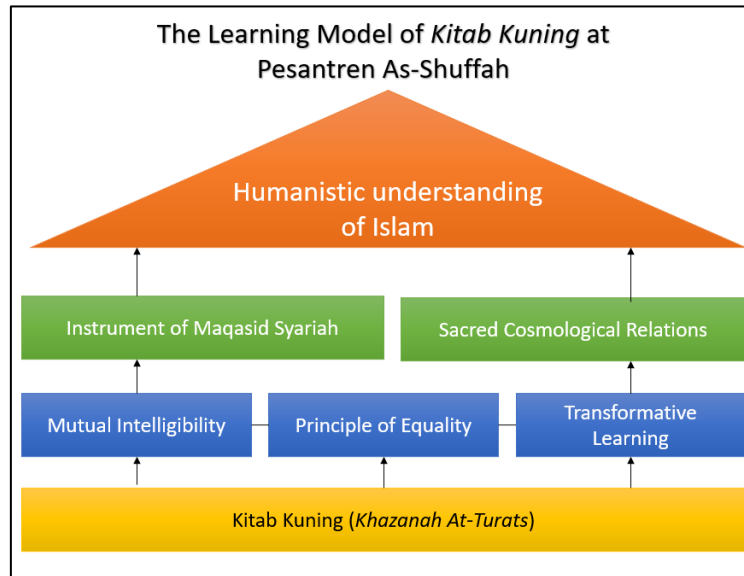 The Learning Model of Kitab Kuning at
Pesantren As-Shuffah
Humanistic understanding
of Islam
Instrument of Maqasid Syariah
Sacred Cosmological Relations
Mutual Intelligibility
Principle of Equality
Transformative
Learning
Kitab Kuning (Khazanah At-Turats)